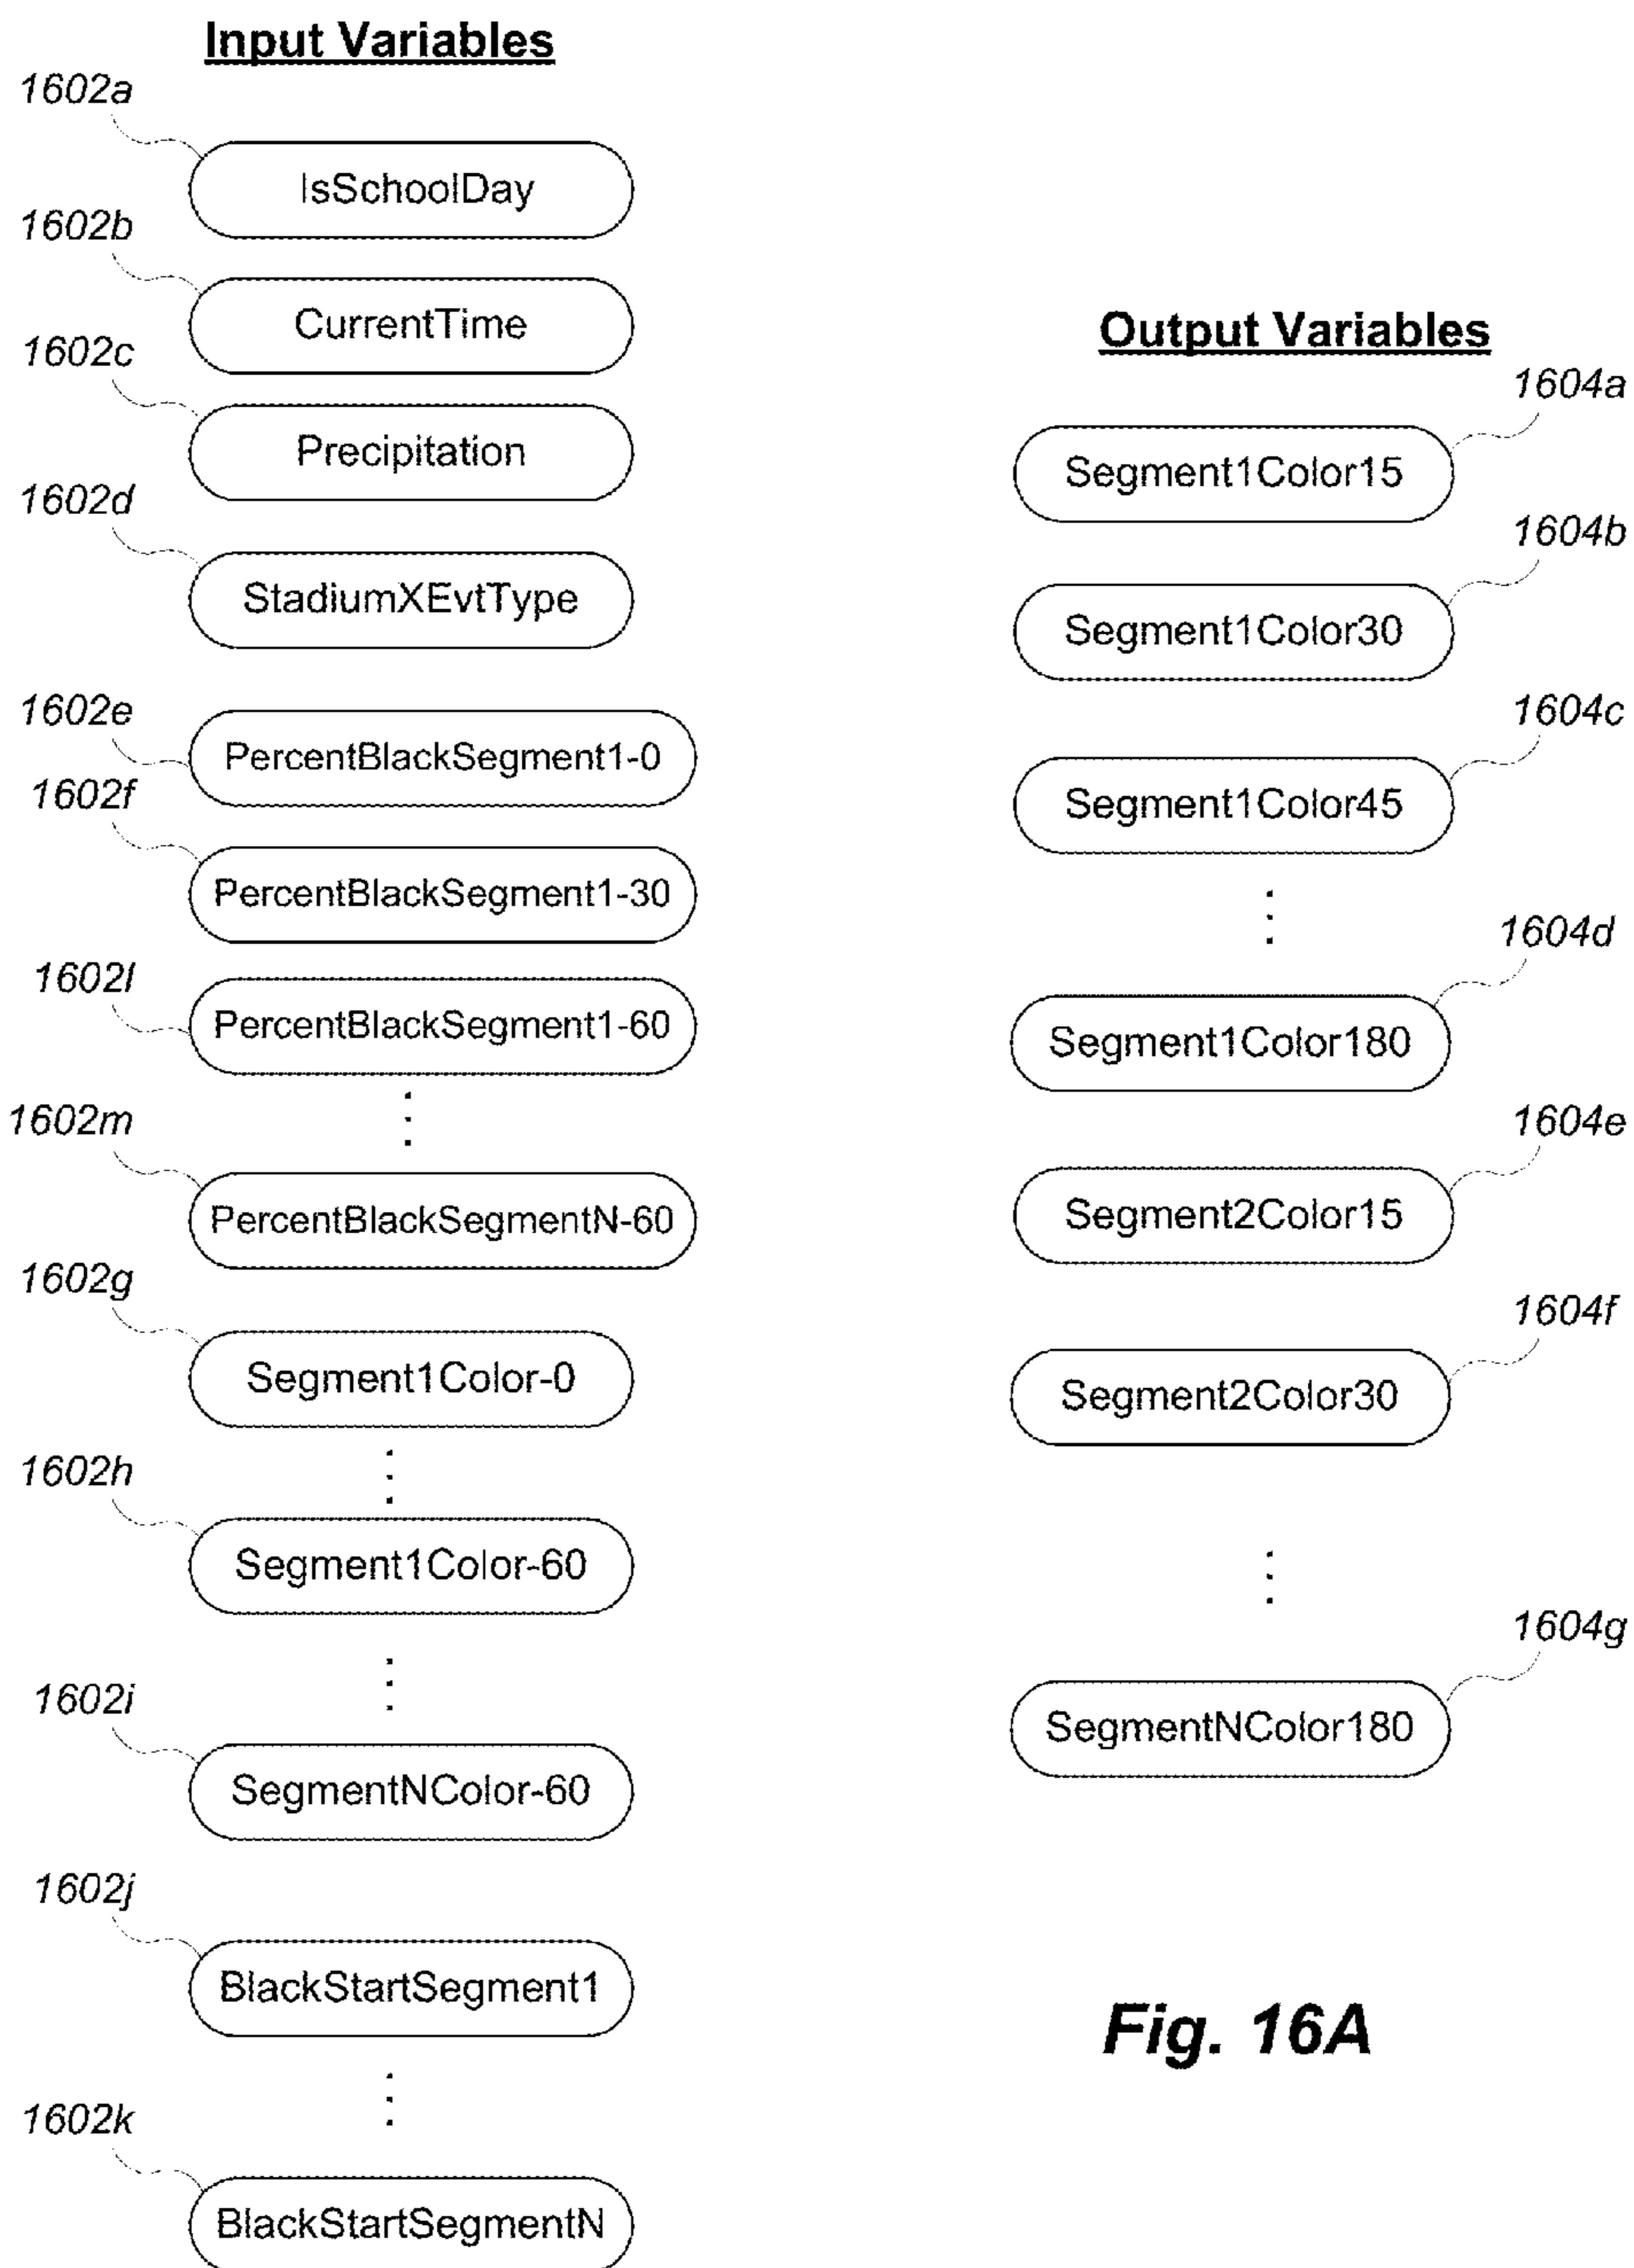 Input Variables
1602a
IsSchoolDay
1602b
CurrentTime
1602c
Precipitation
1602d
StadiumXEvtType
1602e
PercentBlackSegment1-0
1602f
PercentBlackSegment1-30
1602l
PercentBlackSegment1-60
1602m
PercentBlackSegmentN-60
1602g
Segment1Color-0
1602h
Segment1Color-60
1602i
SegmentNColor-60
1602j
BlackStartSegment1
1602k
BlackStartSegmentN
Output Variables
1604a
Segment1Color15
1604b
Segment1Color30
1604c
Segment1Color45
1604d
Segment1Color180
1604e
Segment2Color15
1604f
Segment2Color30
1604g
SegmentNColor180
Fig. 16A